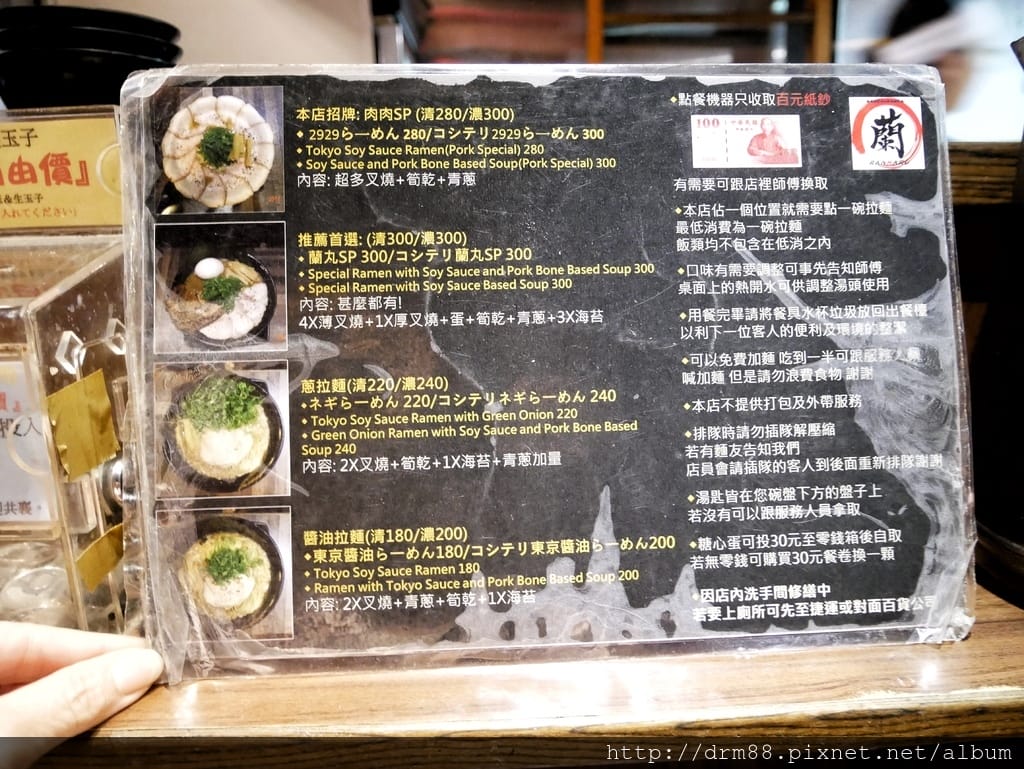 本店招牌: 肉肉SP (清280/濃300)
◆ 2929らーめん 280/コシテリ2929らーめん 300
◆ Tokyo Soy Sauce Ramen(Pork Special) 280
◆ Soy Sauce and Pork Bone Based Soup(Pork Special) 300
內容: 超多叉燒+筍乾+青蔥
推薦首選: (清300/濃300)
◆ 蘭丸SP 300/コシテリ蘭丸SP 300
◆ Special Ramen with Soy Sauce and Pork Bone Based Soup 300
◆ Special Ramen with Soy Sauce and Pork Bone Based Soup 300
內容: 甚麼都有!
4X薄叉燒+1X厚叉燒+蛋+筍乾+青蔥+3X海苔
蔥拉麵(清220/濃240)
◆ネギらーめん 220/コシテリネギらーめん 240
◆ Tokyo Soy Sauce Ramen with Green Onion 220
◆ Green Onion Ramen with Soy Sauce and Pork Bone Based
Soup 240
內容: 2X叉燒+筍乾+1X海苔+青蔥加量
醬油拉麵(清180/濃200)
◆東京醬油らーめん180/コシテリ東京醬油らーめん200
◆ Tokyo Soy Sauce Ramen 180
◆ Ramen with Tokyo Soy Sauce and Pork Bone Based Soup 200
內容: 2X叉燒+青蔥+筍乾+1X海苔
◆點餐機器只收取百元紙鈔
100
蘭
有需要可跟店裡師傅換取
◆本店佔一個位置就需要點一碗拉麵
最低消費為一碗拉麵
飯類均不包含在低消之內
◆口味有需要調整可事先告知師傅
桌面上的熱開水可供調整湯頭使用
◆用餐完畢請將餐具水杯垃圾放回出餐檯
以利下一位客人的便利及環境的整潔
◆可以免費加麵 吃到一半可跟服務人員
喊加麵 但是請勿浪費食物 謝謝
◆本店不提供打包及外帶服務
◆排隊時請勿插隊解壓縮
若有麵友告知我們
店員會請插隊的客人到後面重新排隊謝謝
◆湯匙皆在您碗盤下方的盤子上
若沒有可以跟服務人員拿取
◆糖心蛋可投30元至零錢箱後自取
若無零錢可購買30元餐卷換一顆
◆因店內洗手間修繕中
若要上廁所可先至捷運或對面百貨公司
生玉子
由價』
&生玉子
入れてください」
共襄。
http://drm88.pixnet.net/album